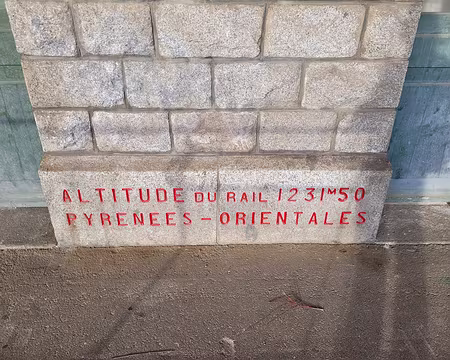 ALTITUDE DU RAIL 1231M50
PYRENEES - ORIENTALES